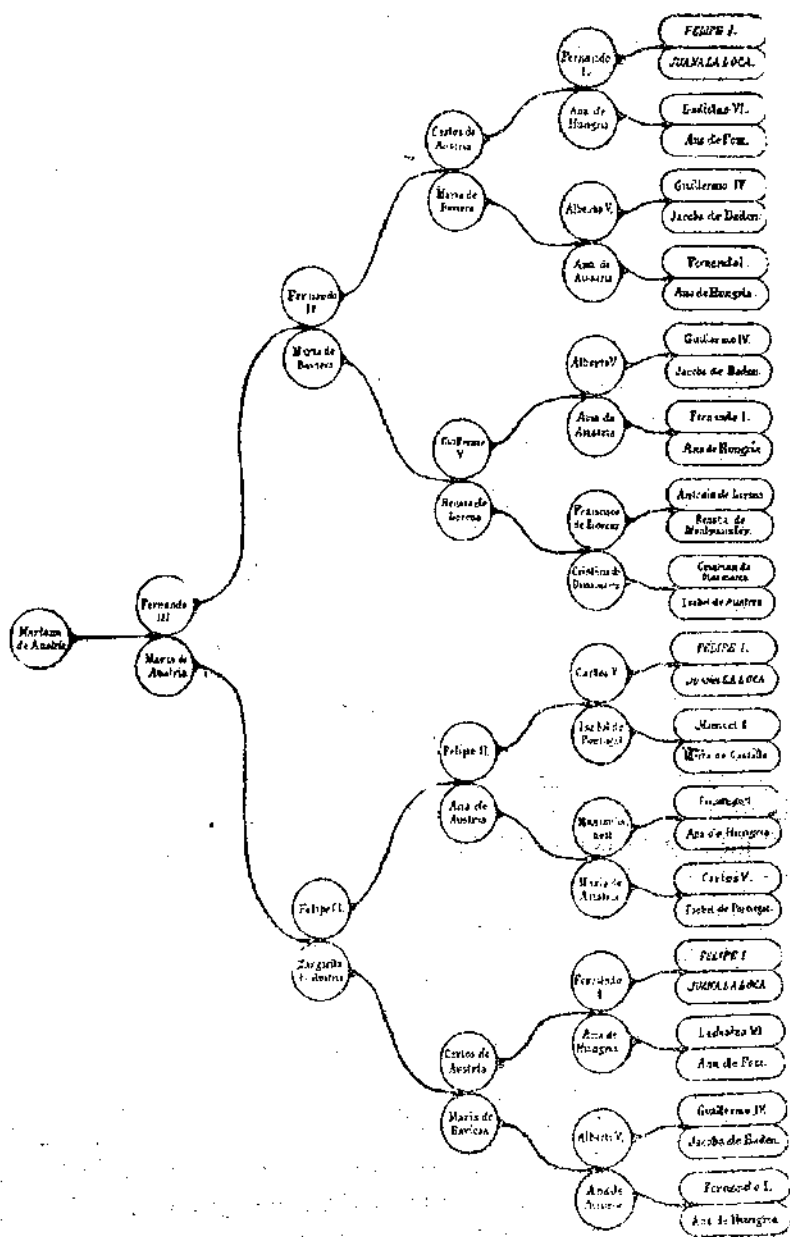 Mariana
de Austria
Fernando
III
Maria de
Austria
Fernando
II
Maria de
Baviera
Felipe II.
Margarita
Austria
Carlos de
Austria
Maria de
Baviera
Guillermo
V
Renata de
Lorena
Felipe II.
Ana de
Austria
Carlos de
Austria
Maria de
Baviera
Fernando
I.
Ana de
Hungria
Alberto V.
Ana de
Austria
Alberto V
Ana de
Austria
Francisco
de Lorena
Cristina de
Dinamarca
Carlos V.
Isabel de
Portugal
Maria de
Austria
Fernando
I
Ana de
Hungria
Alberto V.
Ana de
Austria
FELIPE I.
JUANA LA LOCA.
Ladislao VI.
Ana de Foix.
Guillermo IV
Jacoba de Baden.
Fernando I.
Ana de Hungria.
Guillermo IV.
Jacoba de Baden.
Fernando I.
Ana de Hungria
Antonio de Lorena
Renata de
Cristian de
Dinamarca
Isabel de Austria
FELIPE I.
JUANA LA LOCA
Manuel I
Maria de Castilla
Fernando I
Ana de Hungria
Carlos V.
Isabel de Portugal.
FELIPE I
JUANA LA LOCA
Ladislao VI
Ana de Foix.
Guillermo IV.
Jacoba de Baden.
Fernando I.
Ana de Hungria